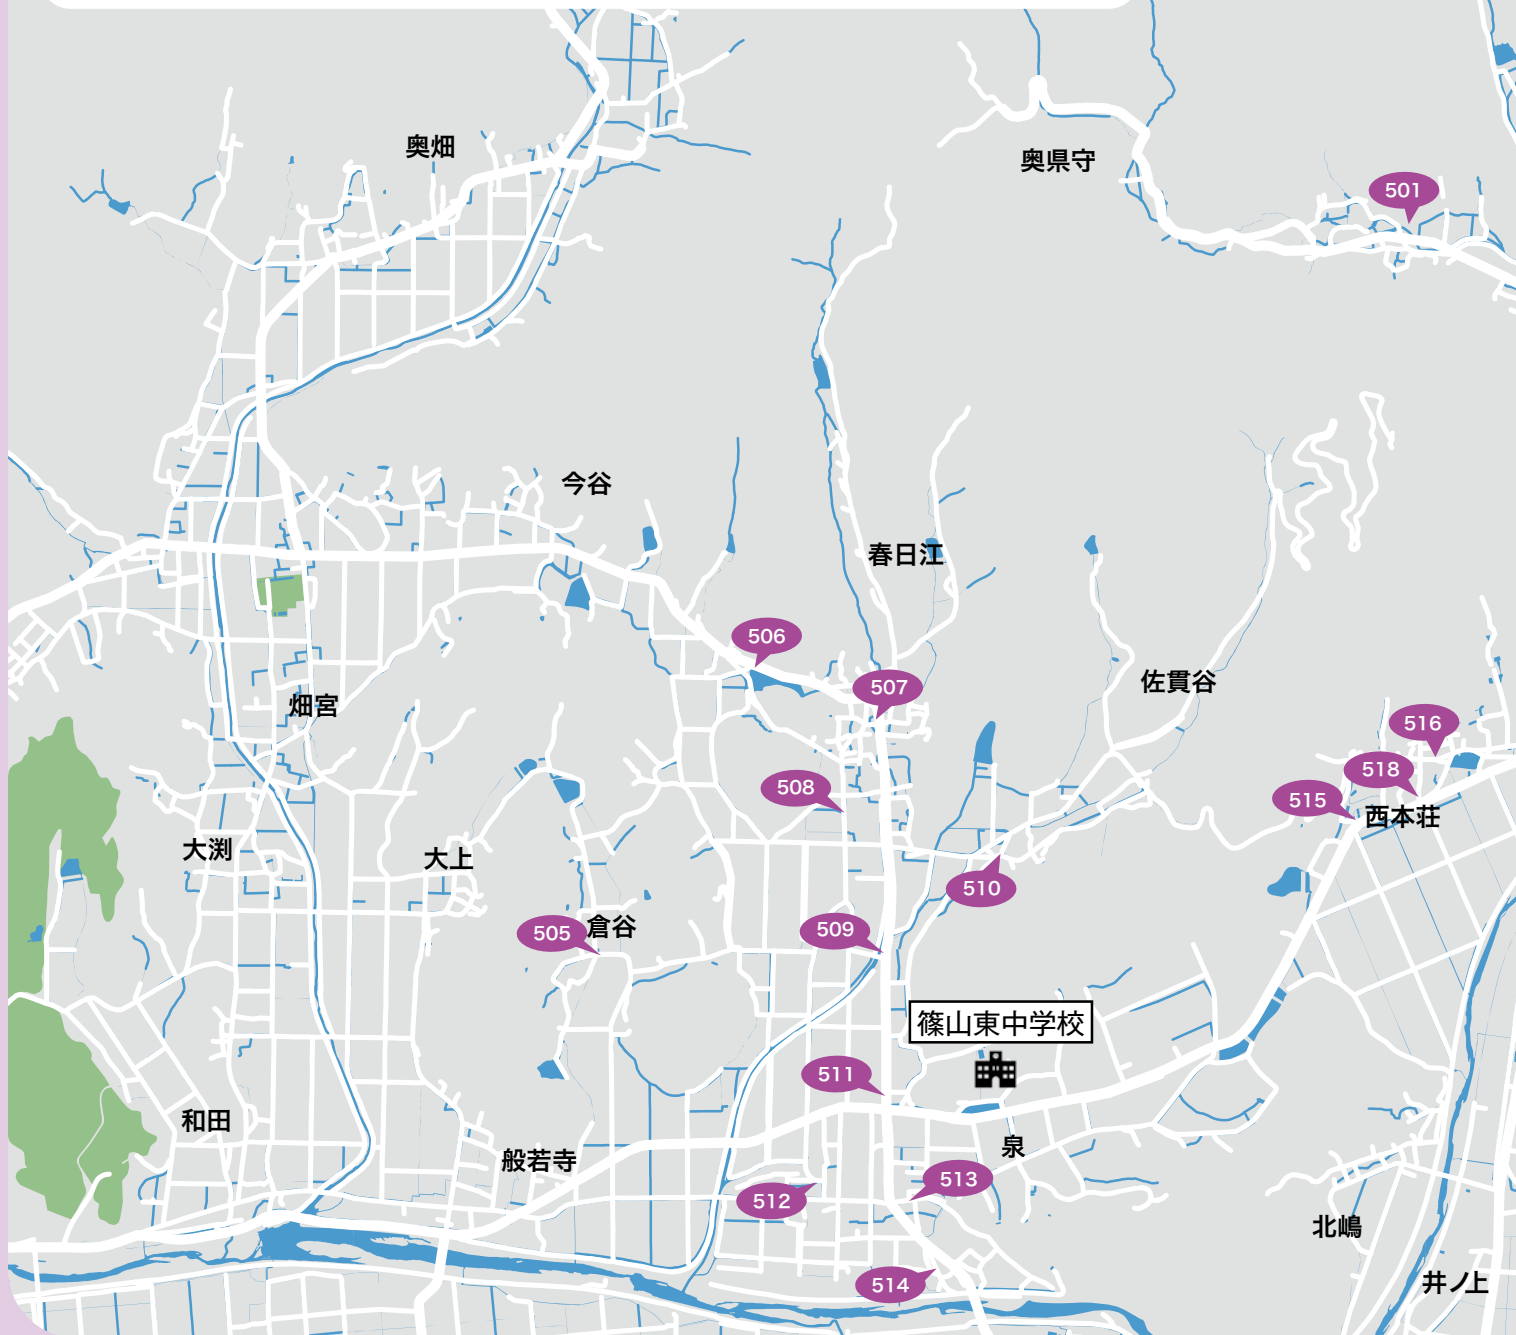 奥畑
奥県守
501
今谷
春日江
506
507
佐貫谷
畑宮
516
518
508
515
西本荘
大渕
大上
510
505
倉谷
509
篠山東中学校
511
和田
泉
般若寺
513
512
北嶋
514
井ノ上